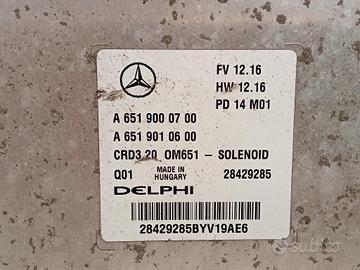 FV 12.16
HW 12.16
PD 14 M01
A 651 900 07 00
A 651 901 06 00
CRD3.20 OM651 - SOLENOID
Q01 MADE IN HUNGARY 28429285
DELPHI
28429285BYV19AE6
subito